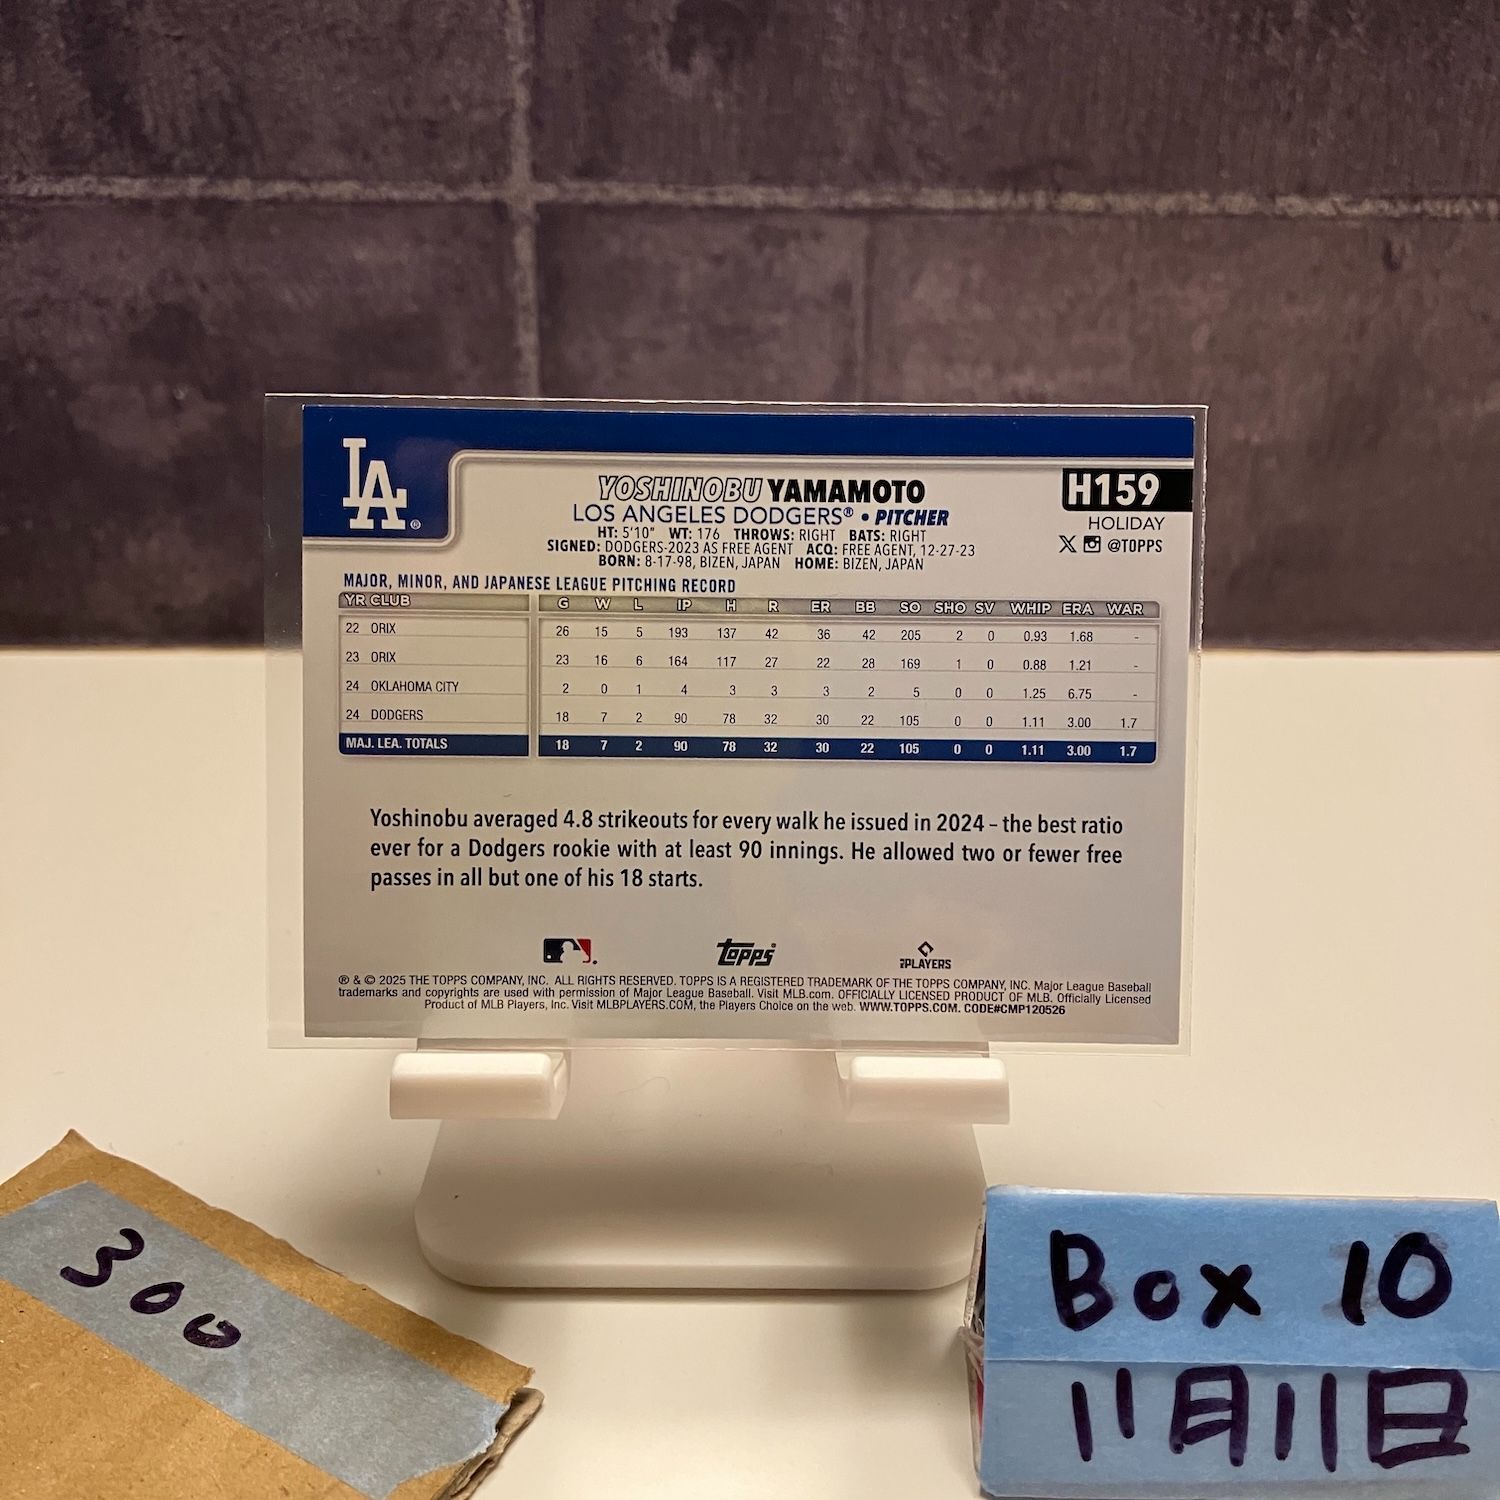 LA
YOSHINOBU YAMAMOTO
LOS ANGELES DODGERS® • PITCHER
HT: 5'10" WT: 176 THROWS: RIGHT BATS: RIGHT
SIGNED: DODGERS-2023 AS FREE AGENT ACQ: FREE AGENT, 12-27-23
BORN: 8-17-98, BIZEN, JAPAN HOME: BIZEN, JAPAN
H159
HOLIDAY
X @TOPPS
MAJOR, MINOR, AND JAPANESE LEAGUE PITCHING RECORD
YR CLUB G W L IP H R ER BB SO SHO SV WHIP ERA WAR
22 ORIX 26 15 5 193 137 42 36 42 205 2 0 0.93 1.68 -
23 ORIX 23 16 6 164 117 27 22 28 169 1 0 0.88 1.21 -
24 OKLAHOMA CITY 2 0 1 4 3 3 3 2 5 0 0 1.25 6.75 -
24 DODGERS 18 7 2 90 78 32 30 22 105 0 0 1.11 3.00 1.7
MAJ. LEA. TOTALS 18 7 2 90 78 32 30 22 105 0 0 1.11 3.00 1.7
Yoshinobu averaged 4.8 strikeouts for every walk he issued in 2024 – the best ratio
ever for a Dodgers rookie with at least 90 innings. He allowed two or fewer free
passes in all but one of his 18 starts.
Topps
PLAYERS
® & © 2025 THE TOPPS COMPANY, INC. ALL RIGHTS RESERVED. TOPPS IS A REGISTERED TRADEMARK OF THE TOPPS COMPANY, INC. Major League Baseball
trademarks and copyrights are used with permission of Major League Baseball. Visit MLB.com. OFFICIALLY LICENSED PRODUCT OF MLB. Officially Licensed
Product of MLB Players, Inc. Visit MLBPLAYERS.COM, the Players Choice on the web. WWW.TOPPS.COM. CODE#CMP120526
300
Box 10
11月11日